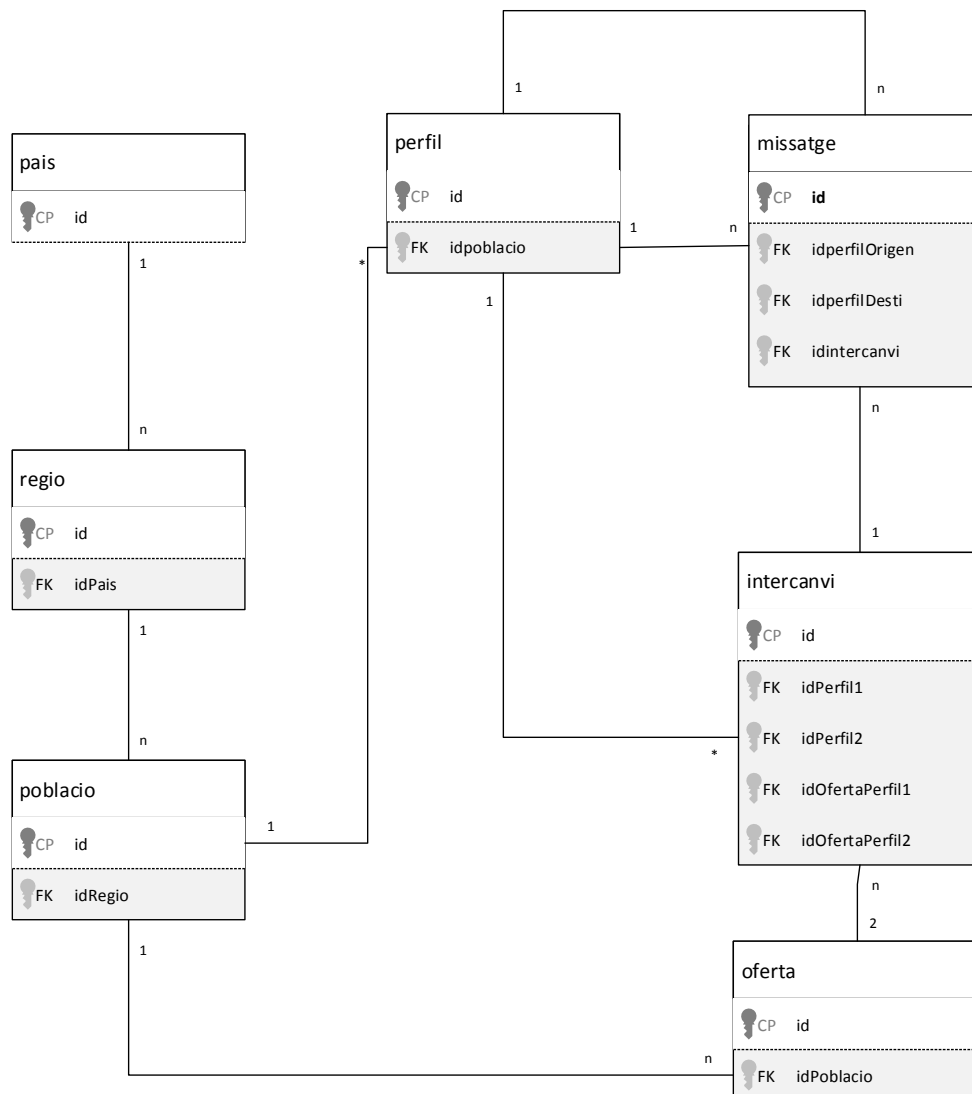 1
n
pais
CP id
1
n
regio
CP id
FK idPais
1
n
poblacio
CP id
FK idRegio
1
1
*
perfil
CP id
FK idpoblacio
1
1
n
missatge
CP id
FK idperfilOrigen
FK idperfilDesti
FK idintercanvi
n
1
intercanvi
CP id
FK idPerfil1
FK idPerfil2
FK idOfertaPerfil1
FK idOfertaPerfil2
*
n
2
oferta
CP id
FK idPoblacio
n